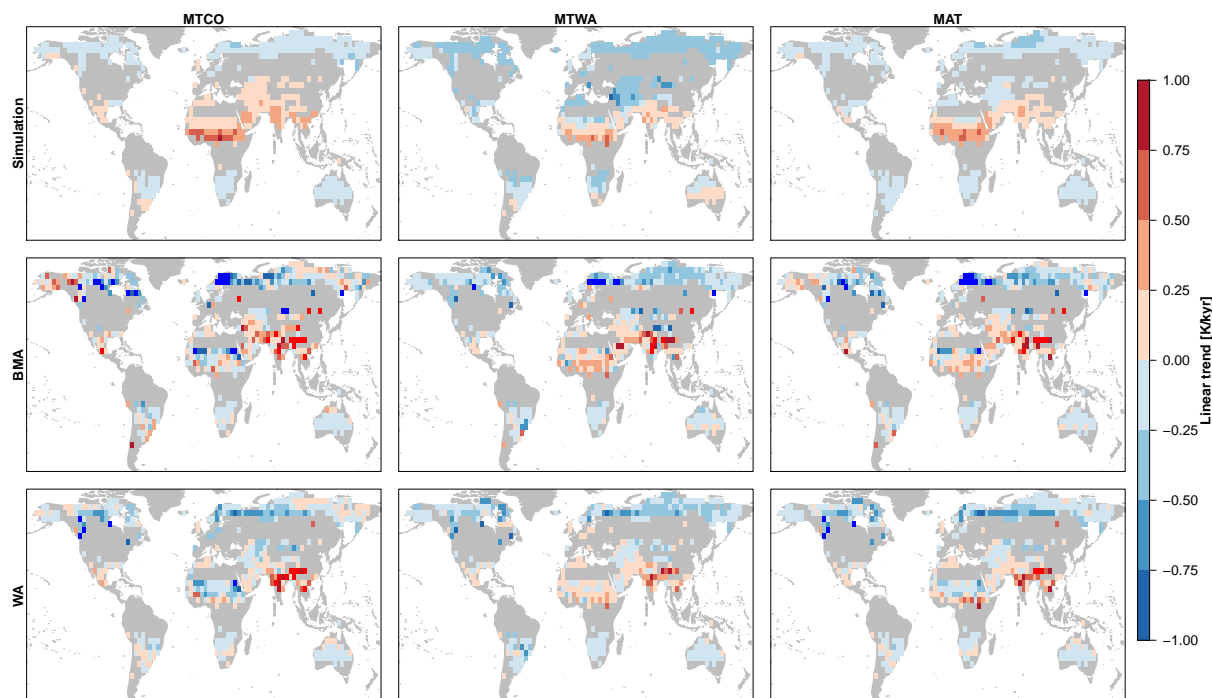 MTCO
MTWA
MAT
Simulation
BMA
WA
1.00
0.75
0.50
0.25
0.00
−0.25
−0.50
−0.75
−1.00
Linear trend [K/kyr]